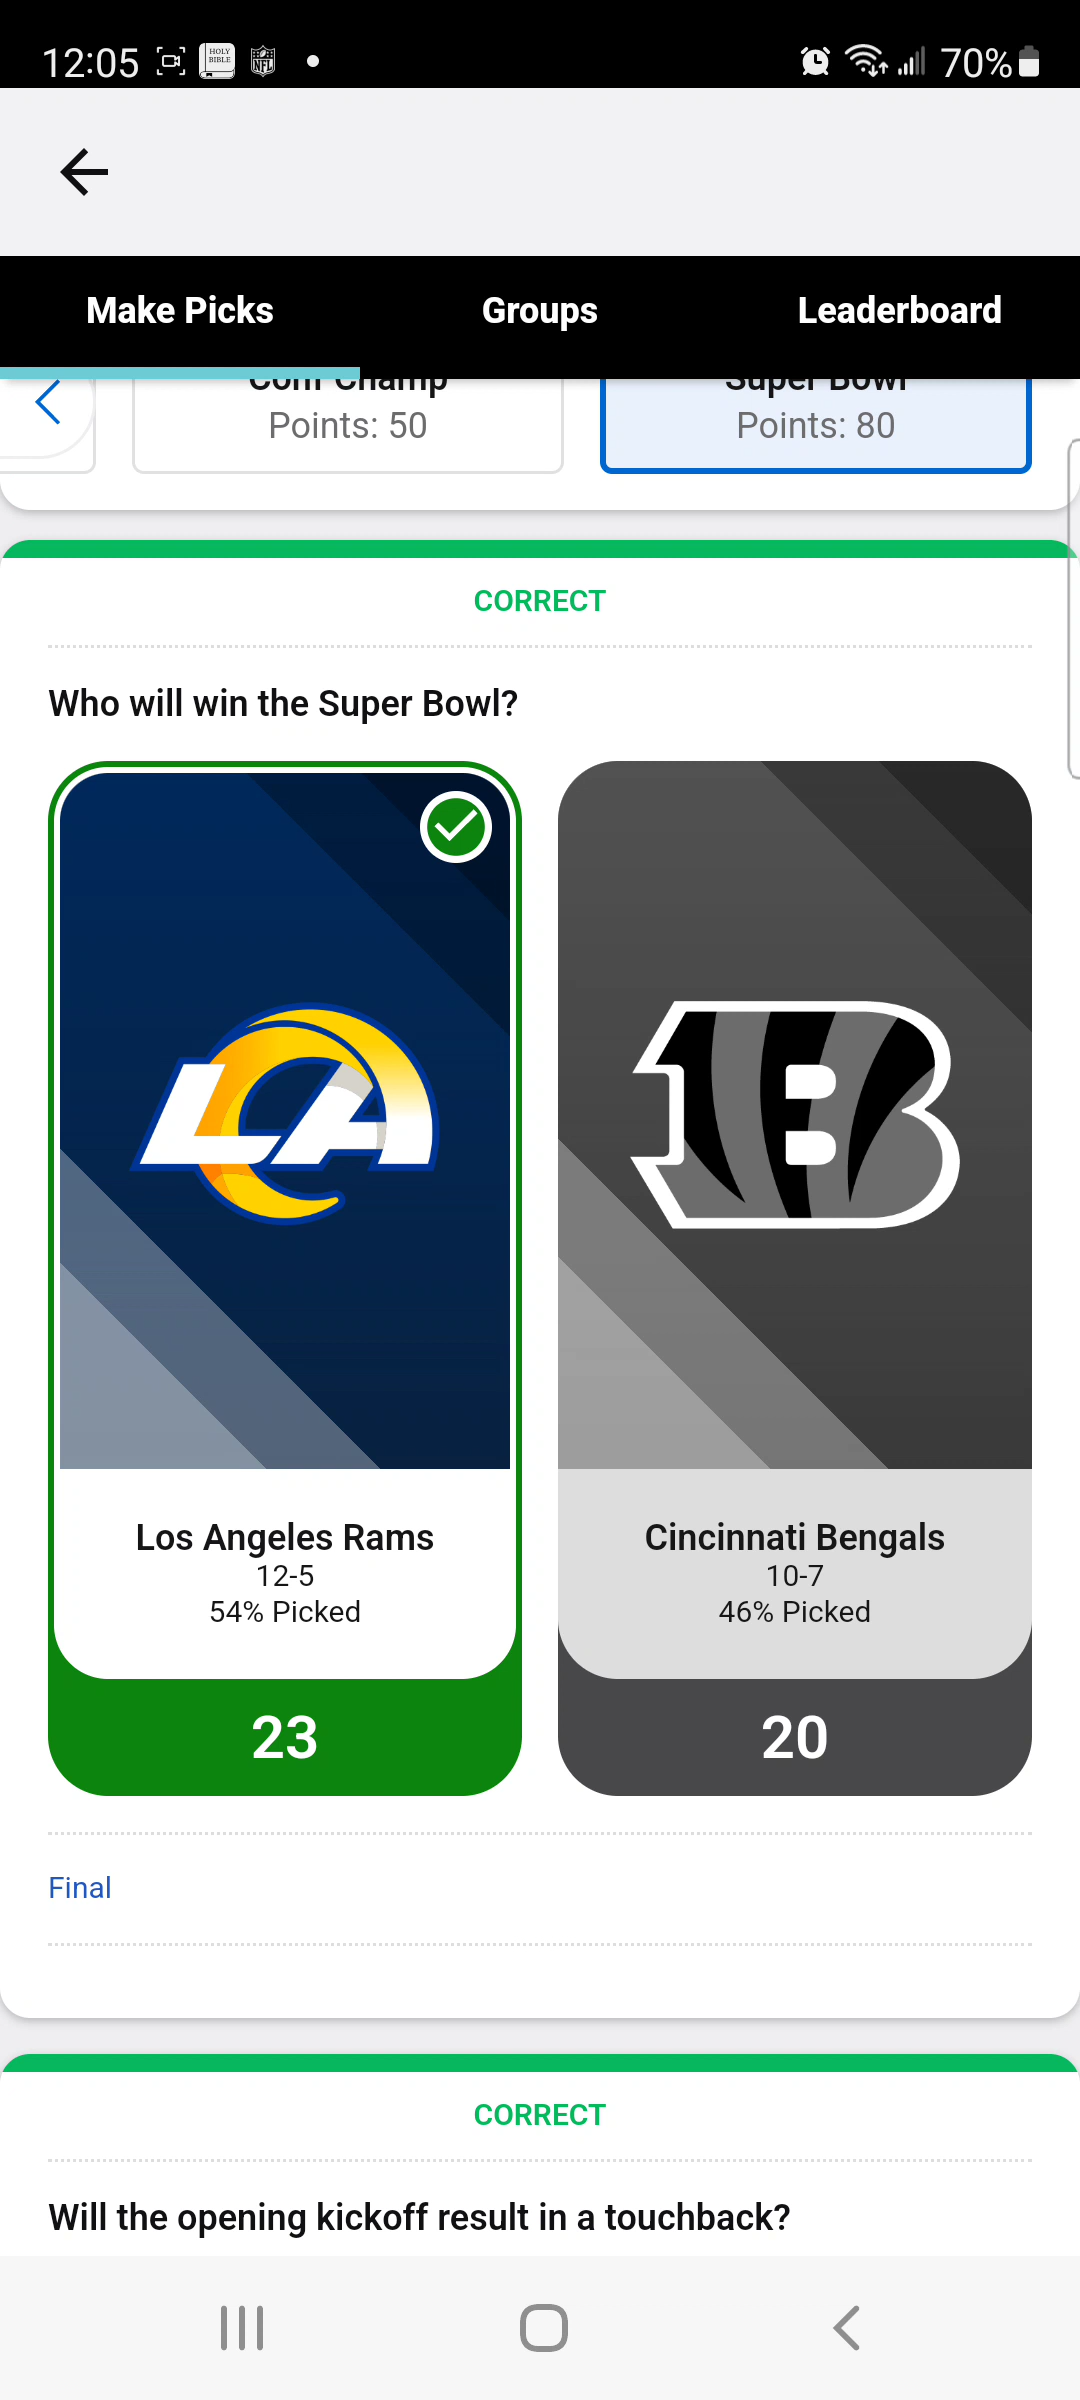 12:05
HOLY
BIBLE
NFL
70%
Make Picks
Groups
Leaderboard
Conf Champ
Points: 50
Super Bowl
Points: 80
CORRECT
Who will win the Super Bowl?
LA
B
Los Angeles Rams
12-5
54% Picked
23
Cincinnati Bengals
10-7
46% Picked
20
Final
CORRECT
Will the opening kickoff result in a touchback?